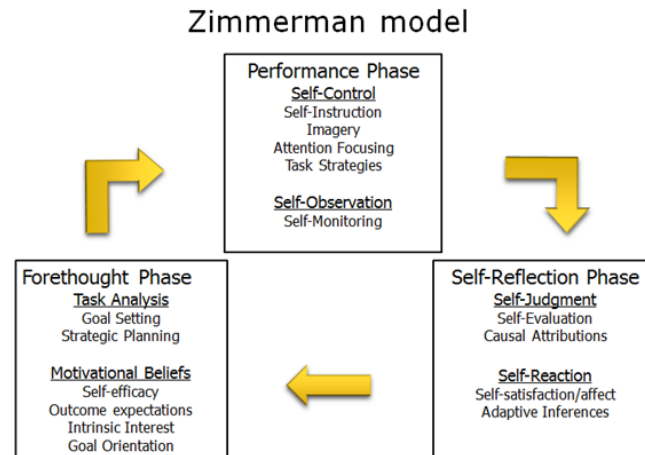 Zimmerman model
Performance Phase
Self-Control
Self-Instruction
Imagery
Attention Focusing
Task Strategies
Self-Observation
Self-Monitoring
Forethought Phase
Task Analysis
Goal Setting
Strategic Planning
Motivational Beliefs
Self-efficacy
Outcome expectations
Intrinsic Interest
Goal Orientation
Self-Reflection Phase
Self-Judgment
Self-Evaluation
Causal Attributions
Self-Reaction
Self-satisfaction/affect
Adaptive Inferences